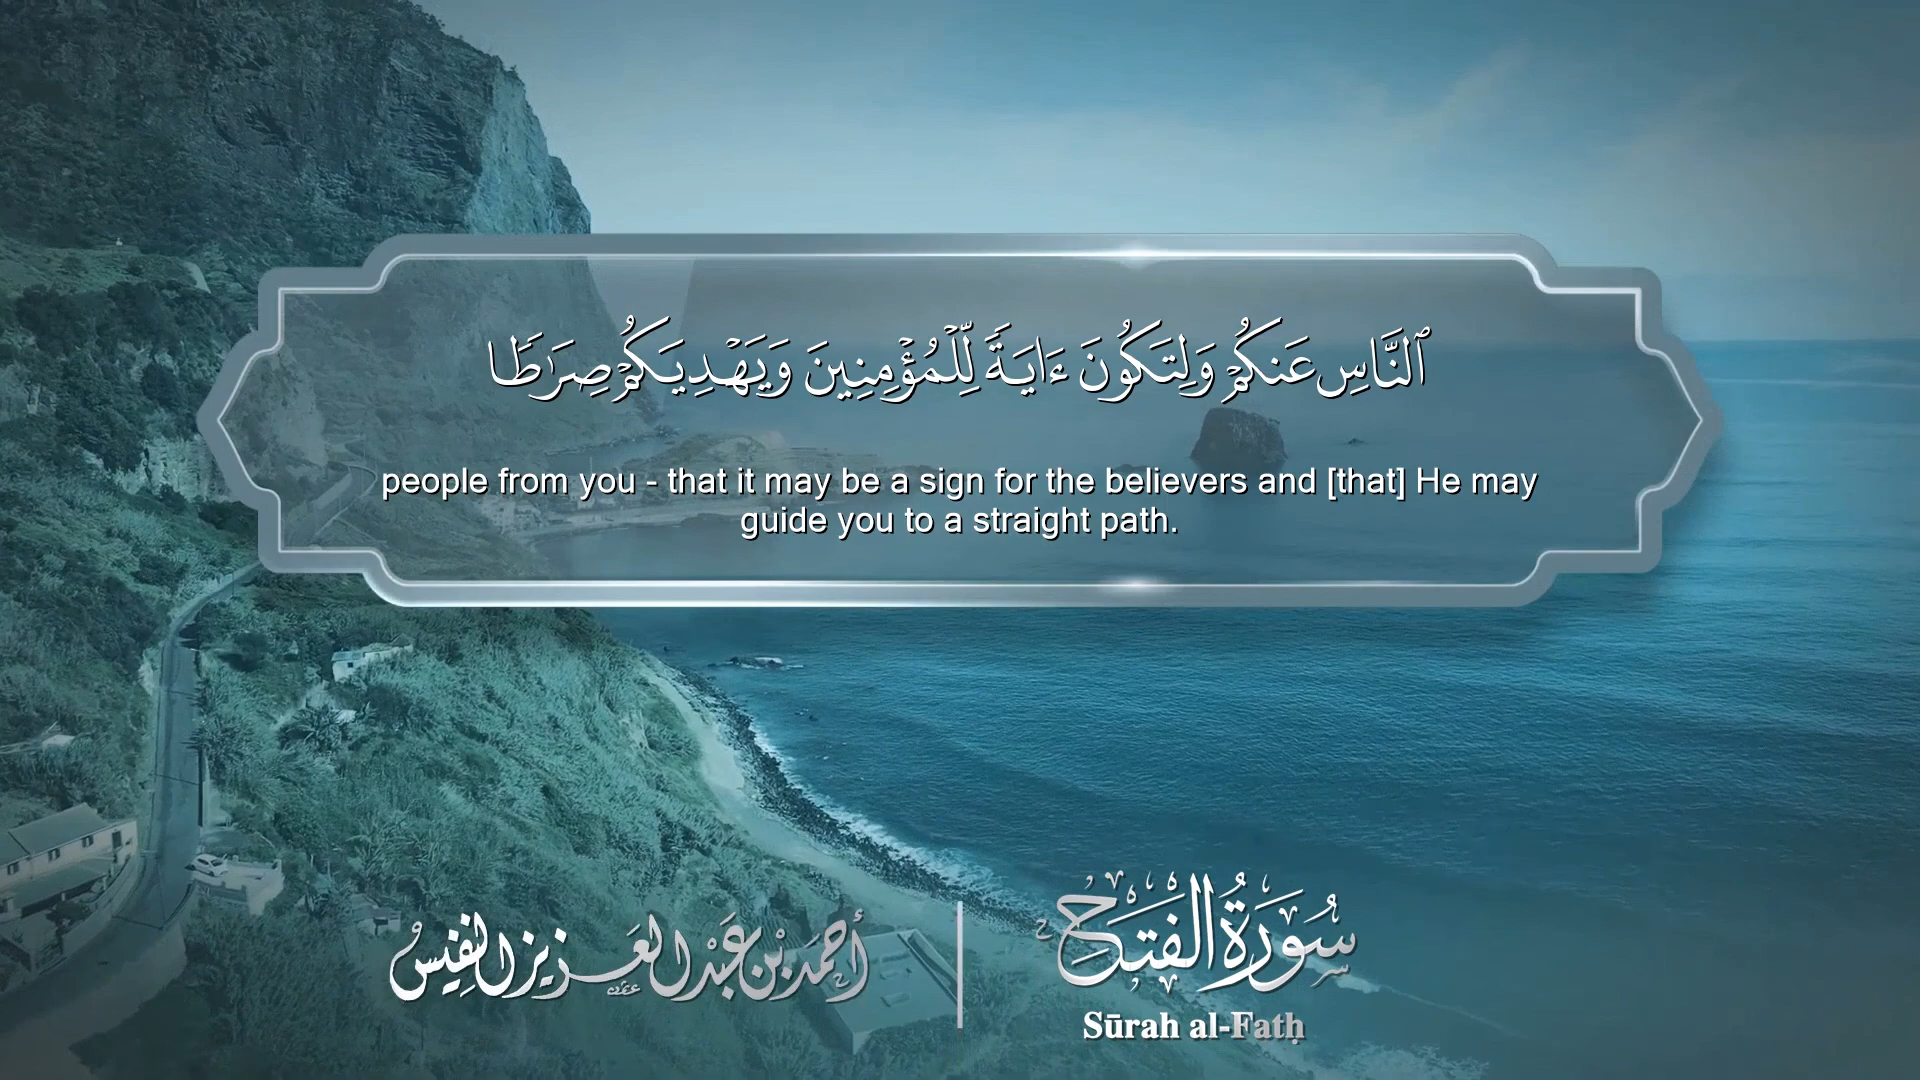 ٱلنَّاسِ عَنكُمْ وَلِتَكُونَ ءَايَةً لِّلْمُؤْمِنِينَ وَيَهْدِيَكُمْ صِرَٰطًا
people from you - that it may be a sign for the believers and [that] He may
guide you to a straight path.
أحمد بن عبد العزيز النفيس
سُورَةُ الفَتْحِ
Sūrah al-Fatḥ